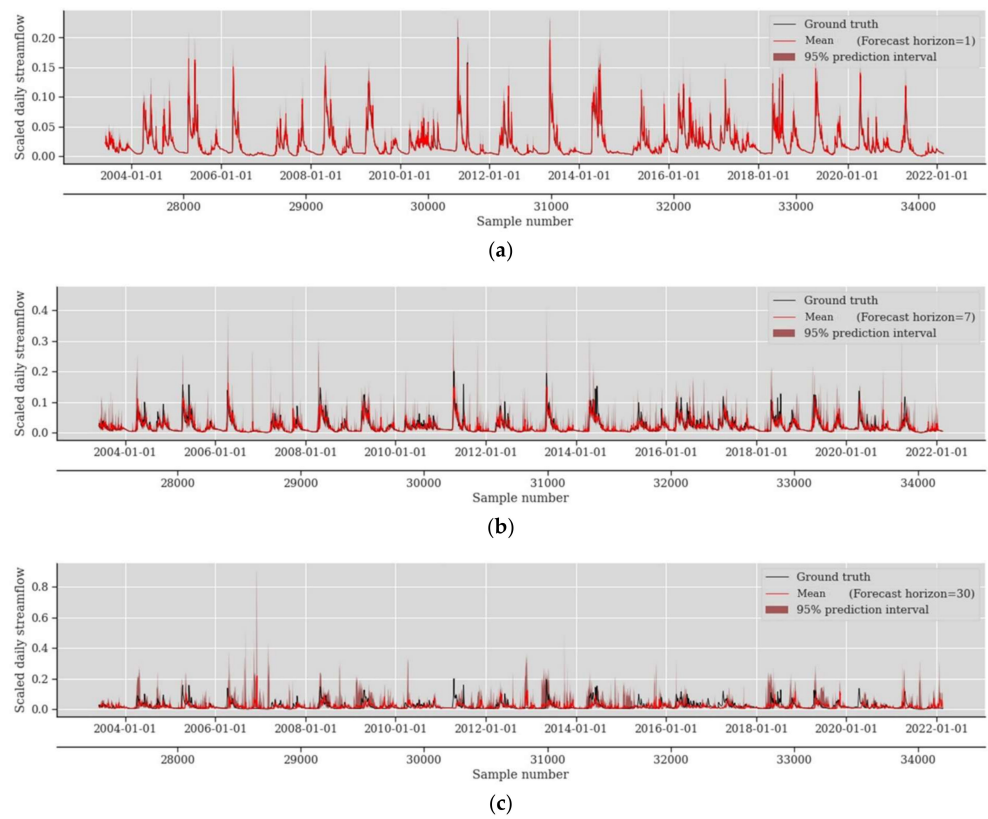 Scaled daily streamflow
0.20
0.15
0.10
0.05
0.00
Ground truth
Mean (Forecast horizon=1)
95% prediction interval
2004-01-01 2006-01-01 2008-01-01 2010-01-01 2012-01-01 2014-01-01 2016-01-01 2018-01-01 2020-01-01 2022-01-01
28000 29000 30000 31000 32000 33000 34000
Sample number
(a)
Scaled daily streamflow
0.4
0.3
0.2
0.1
0.0
Ground truth
Mean (Forecast horizon=7)
95% prediction interval
2004-01-01 2006-01-01 2008-01-01 2010-01-01 2012-01-01 2014-01-01 2016-01-01 2018-01-01 2020-01-01 2022-01-01
28000 29000 30000 31000 32000 33000 34000
Sample number
(b)
Scaled daily streamflow
0.8
0.6
0.4
0.2
0.0
Ground truth
Mean (Forecast horizon=30)
95% prediction interval
2004-01-01 2006-01-01 2008-01-01 2010-01-01 2012-01-01 2014-01-01 2016-01-01 2018-01-01 2020-01-01 2022-01-01
28000 29000 30000 31000 32000 33000 34000
Sample number
(c)